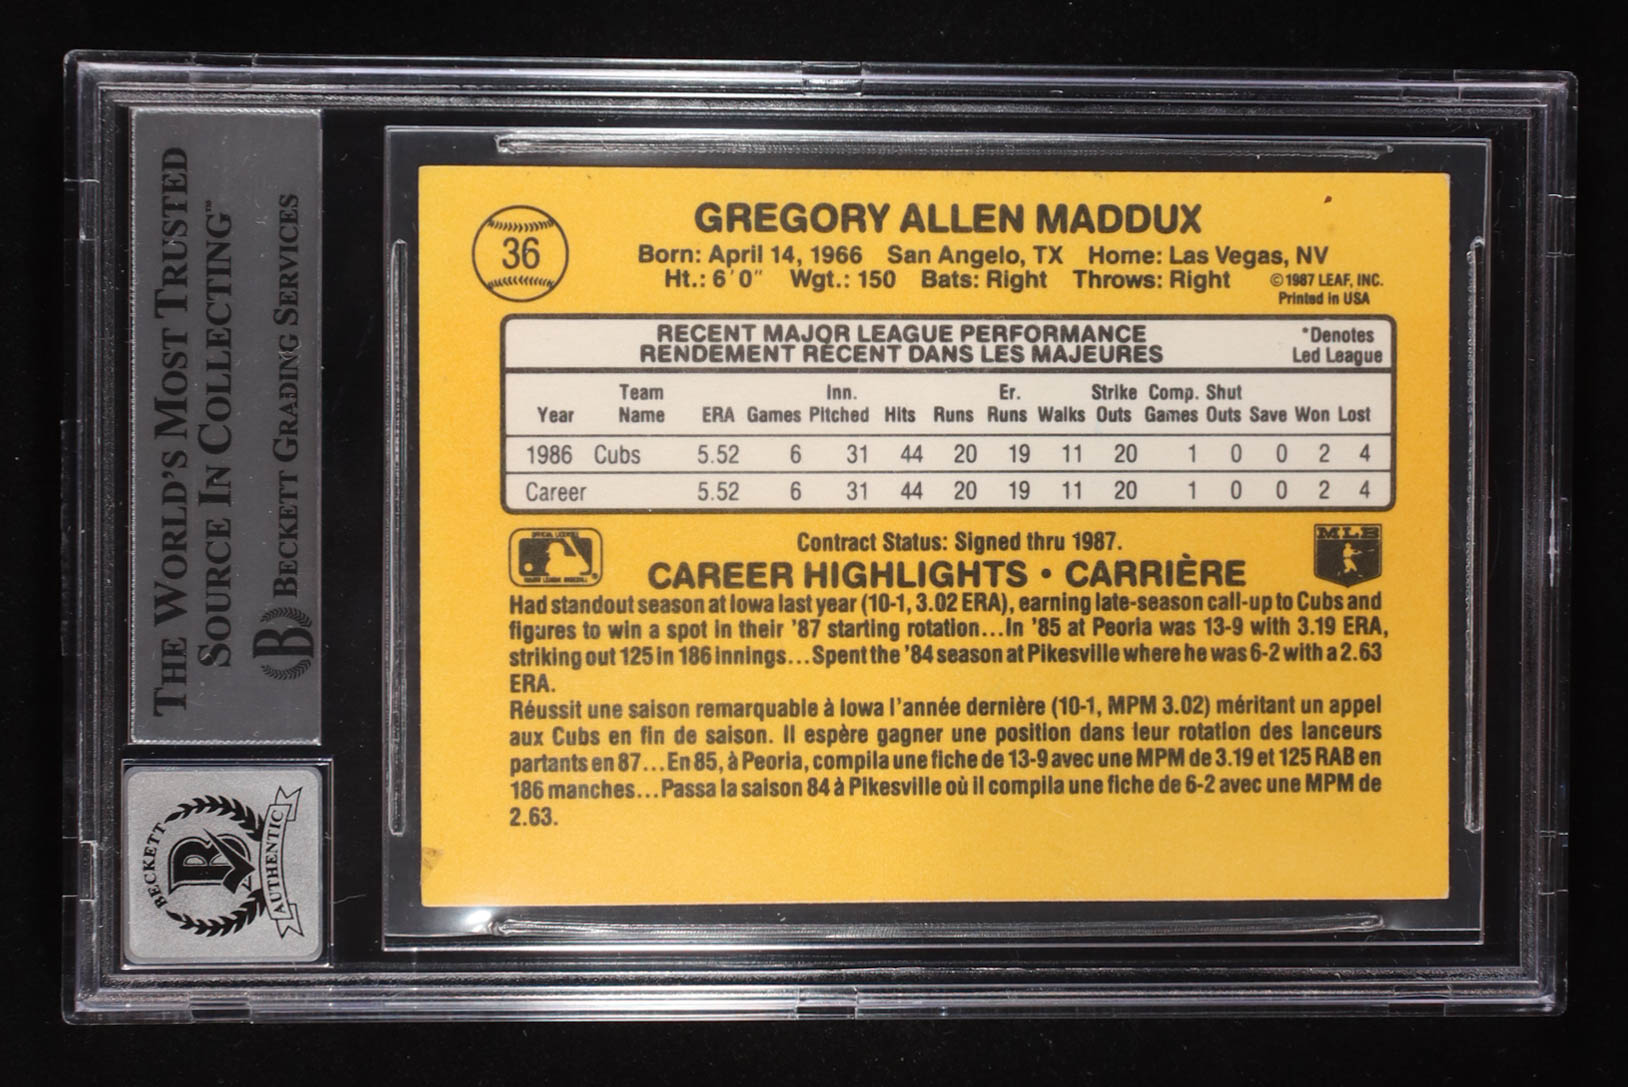 THE WORLD'S MOST TRUSTED
SOURCE IN COLLECTING™
BECKETT GRADING SERVICES
BECKETT
AUTHENTIC
36
GREGORY ALLEN MADDUX
Born: April 14, 1966 San Angelo, TX Home: Las Vegas, NV
Ht.: 6'0" Wgt.: 150 Bats: Right Throws: Right
©1987 LEAF, INC.
Printed in USA
RECENT MAJOR LEAGUE PERFORMANCE
RENDEMENT RÉCENT DANS LES MAJEURES
*Denotes
Led League
Team Inn. Er. Strike Comp. Shut
Year Name ERA Games Pitched Hits Runs Runs Walks Outs Games Outs Save Won Lost
1986 Cubs 5.52 6 31 44 20 19 11 20 1 0 0 2 4
Career 5.52 6 31 44 20 19 11 20 1 0 0 2 4
MLB
Contract Status: Signed thru 1987.
CAREER HIGHLIGHTS • CARRIÈRE
Had standout season at Iowa last year (10-1, 3.02 ERA), earning late-season call-up to Cubs and
figures to win a spot in their '87 starting rotation...In '85 at Peoria was 13-9 with 3.19 ERA,
striking out 125 in 186 innings...Spent the '84 season at Pikesville where he was 6-2 with a 2.63
ERA.
Réussit une saison remarquable à Iowa l'année dernière (10-1, MPM 3.02) méritant un appel
aux Cubs en fin de saison. Il espère gagner une position dans leur rotation des lanceurs
partants en 87...En 85, à Peoria, compila une fiche de 13-9 avec une MPM de 3.19 et 125 RAB en
186 manches...Passa la saison 84 à Pikesville où il compila une fiche de 6-2 avec une MPM de
2.63.